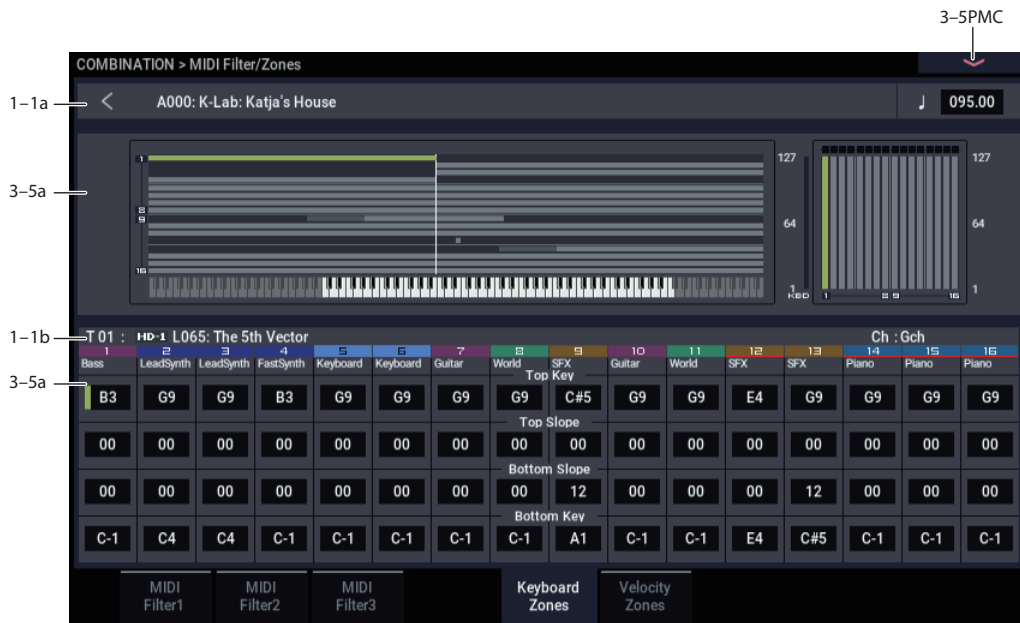 3–5PMC
COMBINATION > MIDI Filter/Zones
1–1a
A000: K-Lab: Katja's House
♩ 095.00
3–5a
1
8
9
16
127
64
1
KBD
1 8 9 16
127
64
1
1–1b
T 01 : HD-1 L065: The 5th Vector Ch : Gch
1 2 3 4 5 6 7 8 9 10 11 12 13 14 15 16
Bass LeadSynth LeadSynth FastSynth Keyboard Keyboard Guitar World SFX Guitar World SFX SFX Piano Piano Piano
3–5a
Top Key
B3 G9 G9 B3 G9 G9 G9 G9 C#5 G9 G9 E4 G9 G9 G9 G9
Top Slope
00 00 00 00 00 00 00 00 00 00 00 00 00 00 00 00
Bottom Slope
00 00 00 00 00 00 00 00 12 00 00 00 12 00 00 00
Bottom Key
C-1 C4 C4 C-1 C-1 C-1 C-1 C-1 A1 C-1 C-1 E4 C#5 C-1 C-1 C-1
MIDI Filter1
MIDI Filter2
MIDI Filter3
Keyboard Zones
Velocity Zones